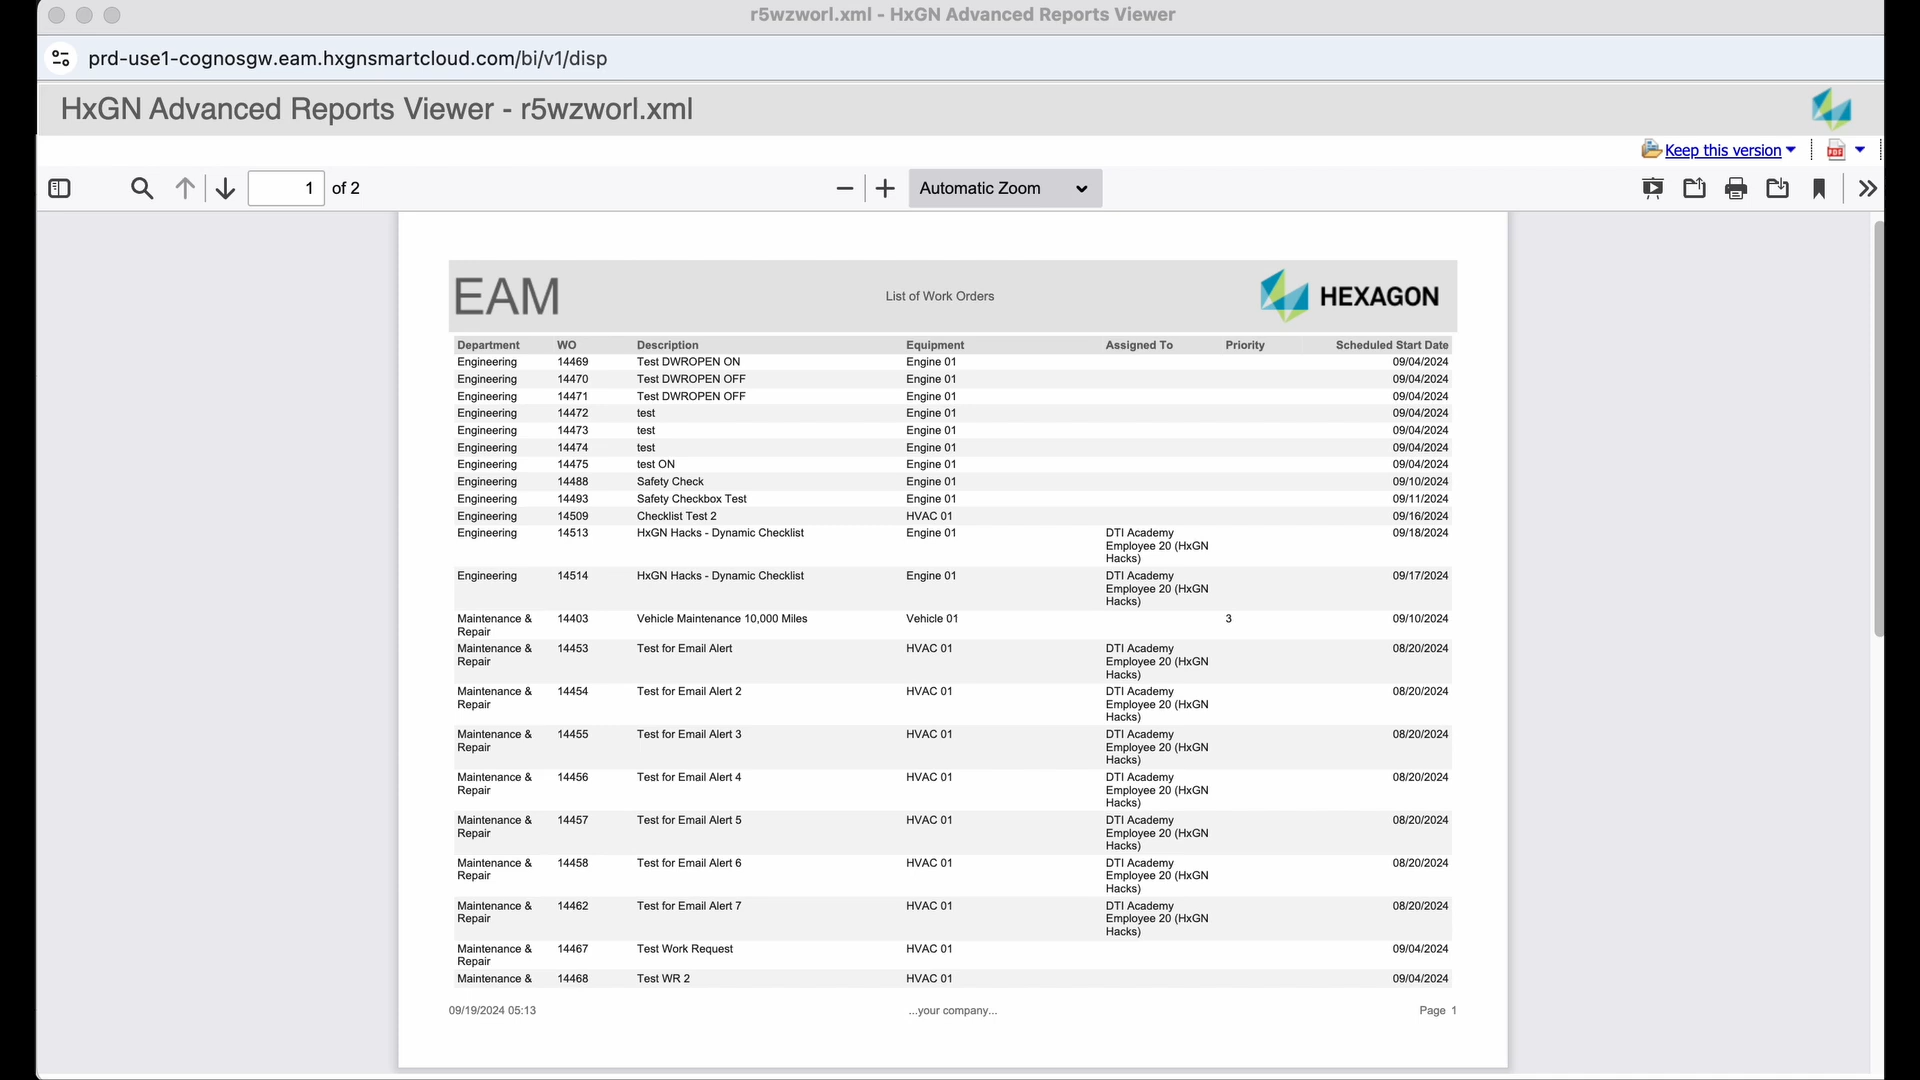 r5wzworl.xml - HxGN Advanced Reports Viewer
prd-use1-cognosgw.eam.hxgnsmartcloud.com/bi/v1/disp
HxGN Advanced Reports Viewer - r5wzworl.xml
Keep this version
PDF
1 of 2
Automatic Zoom
EAM
List of Work Orders
HEXAGON
Department WO Description Equipment Assigned To Priority Scheduled Start Date
Engineering 14469 Test DWROPEN ON Engine 01 09/04/2024
Engineering 14470 Test DWROPEN OFF Engine 01 09/04/2024
Engineering 14471 Test DWROPEN OFF Engine 01 09/04/2024
Engineering 14472 test Engine 01 09/04/2024
Engineering 14473 test Engine 01 09/04/2024
Engineering 14474 test Engine 01 09/04/2024
Engineering 14475 test ON Engine 01 09/04/2024
Engineering 14488 Safety Check Engine 01 09/10/2024
Engineering 14493 Safety Checkbox Test Engine 01 09/11/2024
Engineering 14509 Checklist Test 2 HVAC 01 09/16/2024
Engineering 14513 HxGN Hacks - Dynamic Checklist Engine 01 DTI Academy 09/18/2024
Employee 20 (HxGN
Hacks)
Engineering 14514 HxGN Hacks - Dynamic Checklist Engine 01 DTI Academy 09/17/2024
Employee 20 (HxGN
Hacks)
Maintenance & 14403 Vehicle Maintenance 10,000 Miles Vehicle 01 3 09/10/2024
Repair
Maintenance & 14453 Test for Email Alert HVAC 01 DTI Academy 08/20/2024
Repair Employee 20 (HxGN
Hacks)
Maintenance & 14454 Test for Email Alert 2 HVAC 01 DTI Academy 08/20/2024
Repair Employee 20 (HxGN
Hacks)
Maintenance & 14455 Test for Email Alert 3 HVAC 01 DTI Academy 08/20/2024
Repair Employee 20 (HxGN
Hacks)
Maintenance & 14456 Test for Email Alert 4 HVAC 01 DTI Academy 08/20/2024
Repair Employee 20 (HxGN
Hacks)
Maintenance & 14457 Test for Email Alert 5 HVAC 01 DTI Academy 08/20/2024
Repair Employee 20 (HxGN
Hacks)
Maintenance & 14458 Test for Email Alert 6 HVAC 01 DTI Academy 08/20/2024
Repair Employee 20 (HxGN
Hacks)
Maintenance & 14462 Test for Email Alert 7 HVAC 01 DTI Academy 08/20/2024
Repair Employee 20 (HxGN
Hacks)
Maintenance & 14467 Test Work Request HVAC 01 09/04/2024
Repair
Maintenance & 14468 Test WR 2 HVAC 01 09/04/2024
09/19/2024 05:13 ...your company... Page 1